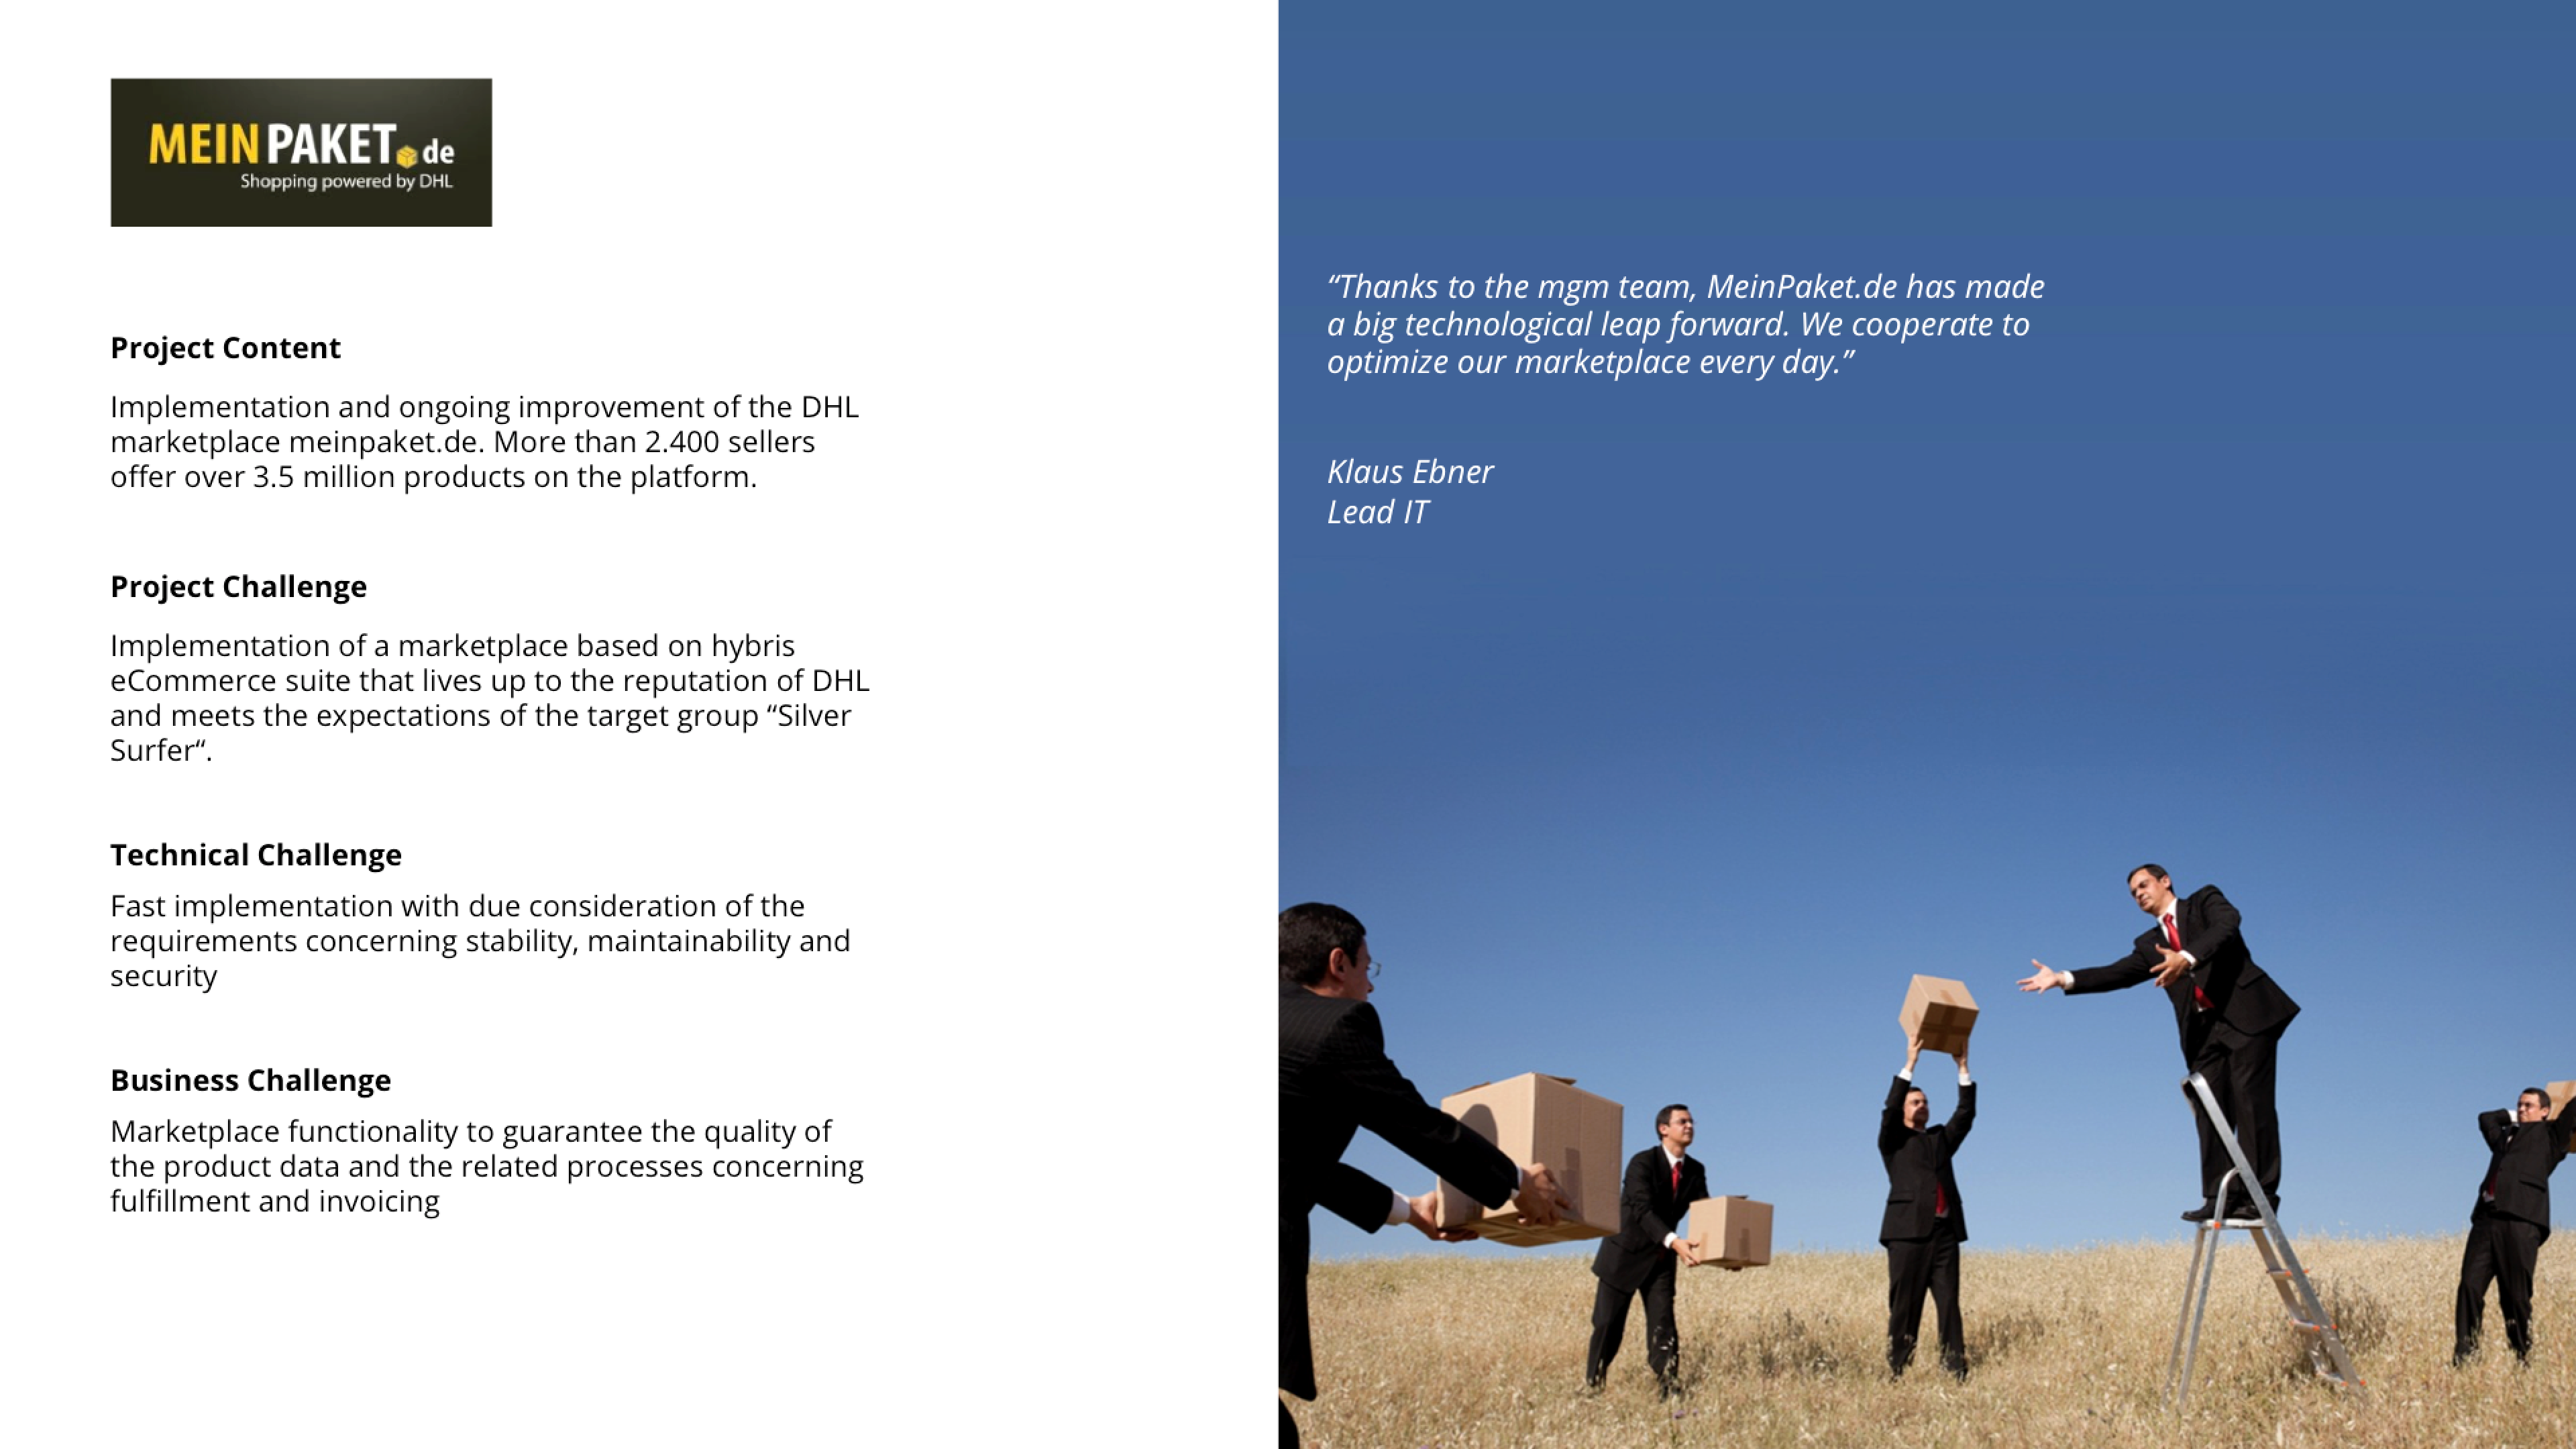 MEINPAKET.de
Shopping powered by DHL
Project Content
Implementation and ongoing improvement of the DHL
marketplace meinpaket.de. More than 2.400 sellers
offer over 3.5 million products on the platform.
Project Challenge
Implementation of a marketplace based on hybris
eCommerce suite that lives up to the reputation of DHL
and meets the expectations of the target group “Silver
Surfer“.
Technical Challenge
Fast implementation with due consideration of the
requirements concerning stability, maintainability and
security
Business Challenge
Marketplace functionality to guarantee the quality of
the product data and the related processes concerning
fulfillment and invoicing
“Thanks to the mgm team, MeinPaket.de has made
a big technological leap forward. We cooperate to
optimize our marketplace every day.”
Klaus Ebner
Lead IT